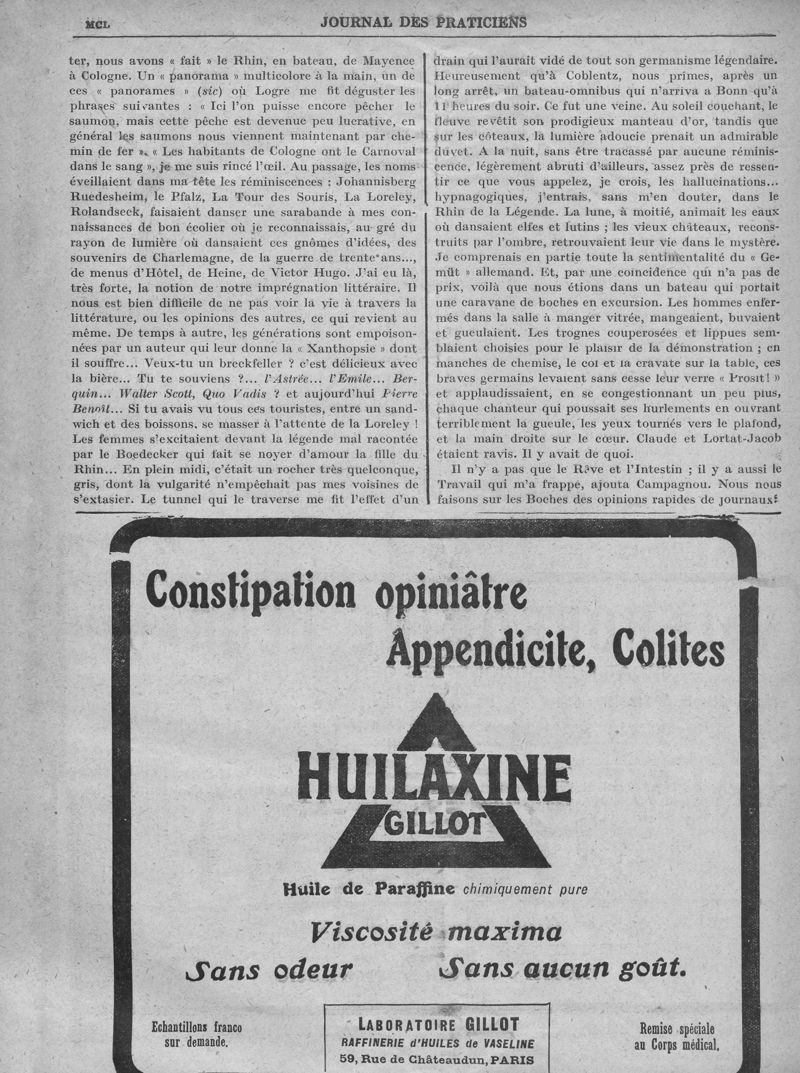 MCL
JOURNAL DES PRATICIENS
ter, nous avons « fait » le Rhin, en bateau, de Mayence
à Cologne. Un « panorama » multicolore à la main, un de
ces « panorames » (sic) où Logre me fit déguster les
phrases suivantes : « Ici l'on puisse encore pêcher le
saumon, mais cette pêche est devenue peu lucrative, en
général les saumons nous viennent maintenant par che-
min de fer ». « Les habitants de Cologne ont le Carnoval
dans le sang », je me suis rincé l'œil. Au passage, les noms
éveillaient dans ma tête les réminiscences : Johannisberg
Ruedesheim, le Pfalz, La Tour des Souris, La Loreley,
Rolandseck, faisaient danser une sarabande à mes con-
naissances de bon écolier où je reconnaissais, au gré du
rayon de lumière où dansaient ces gnômes d'idées, des
souvenirs de Charlemagne, de la guerre de trente ans...,
de menus d'Hôtel, de Heine, de Victor Hugo. J'ai eu là,
très forte, la notion de notre imprégnation littéraire. Il
nous est bien difficile de ne pas voir la vie à travers la
littérature, ou les opinions des autres, ce qui revient au
même. De temps à autre, les générations sont empoison-
nées par un auteur qui leur donne la « Xanthopsie » dont
il souffre... Veux-tu un breckfeller ? c'est délicieux avec
la bière... Tu te souviens ?... l'Astrée... l'Emile... Ber-
quin... Walter Scott, Quo Vadis ? et aujourd'hui Pierre
Benoît... Si tu avais vu tous ces touristes, entre un sand-
wich et des boissons, se masser à l'attente de la Loreley !
Les femmes s'excitaient devant la légende mal racontée
par le Boedecker qui fait se noyer d'amour la fille du
Rhin... En plein midi, c'était un rocher très quelconque,
gris, dont la vulgarité n'empêchait pas mes voisines de
s'extasier. Le tunnel qui le traverse me fit l'effet d'un
drain qui l'aurait vidé de tout son germanisme légendaire.
Heureusement qu'à Coblentz, nous prîmes, après un
long arrêt, un bateau-omnibus qui n'arriva a Bonn qu'à
11 heures du soir. Ce fut une veine. Au soleil couchant, le
fleuve revêtit son prodigieux manteau d'or, tandis que
sur les côteaux, la lumière adoucie prenait un admirable
duvet. A la nuit, sans être tracassé par aucune réminis-
cence, légèrement abruti d'ailleurs, assez près de ressen-
tir ce que vous appelez, je crois, les hallucinations...
hypnagogiques, j'entrais, sans m'en douter, dans le
Rhin de la Légende. La lune, à moitié, animait les eaux
où dansaient elfes et lutins ; les vieux châteaux, recons-
truits par l'ombre, retrouvaient leur vie dans le mystère.
Je comprenais en partie toute la sentimentalité du « Ge-
müt » allemand. Et, par une coïncidence qui n'a pas de
prix, voilà que nous étions dans un bateau qui portait
une caravane de boches en excursion. Les hommes enfer-
més dans la salle à manger vitrée, mangeaient, buvaient
et gueulaient. Les trognes couperosées et lippues sem-
blaient choisies pour le plaisir de la démonstration ; en
manches de chemise, le col et la cravate sur la table, ces
braves germains levaient sans cesse leur verre « Prosit ! »
et applaudissaient, en se congestionnant un peu plus,
chaque chanteur qui poussait ses hurlements en ouvrant
terriblement la gueule, les yeux tournés vers le plafond,
et la main droite sur le cœur. Claude et Lortat-Jacob
étaient ravis. Il y avait de quoi.
Il n'y a pas que le Rêve et l'Intestin ; il y a aussi le
Travail qui m'a frappe, ajouta Campagnou. Nous nous
faisons sur les Boches des opinions rapides de journaux
Constipation opiniâtre
Appendicite, Colites
HUILAXINE
GILLOT
Huile de Paraffine chimiquement pure
Viscosité maxima
Sans odeur Sans aucun goût.
Echantillons franco
sur demande.
LABORATOIRE GILLOT
RAFFINERIE d'HUILES de VASELINE
59, Rue de Châteaudun, PARIS
Remise spéciale
au Corps médical.